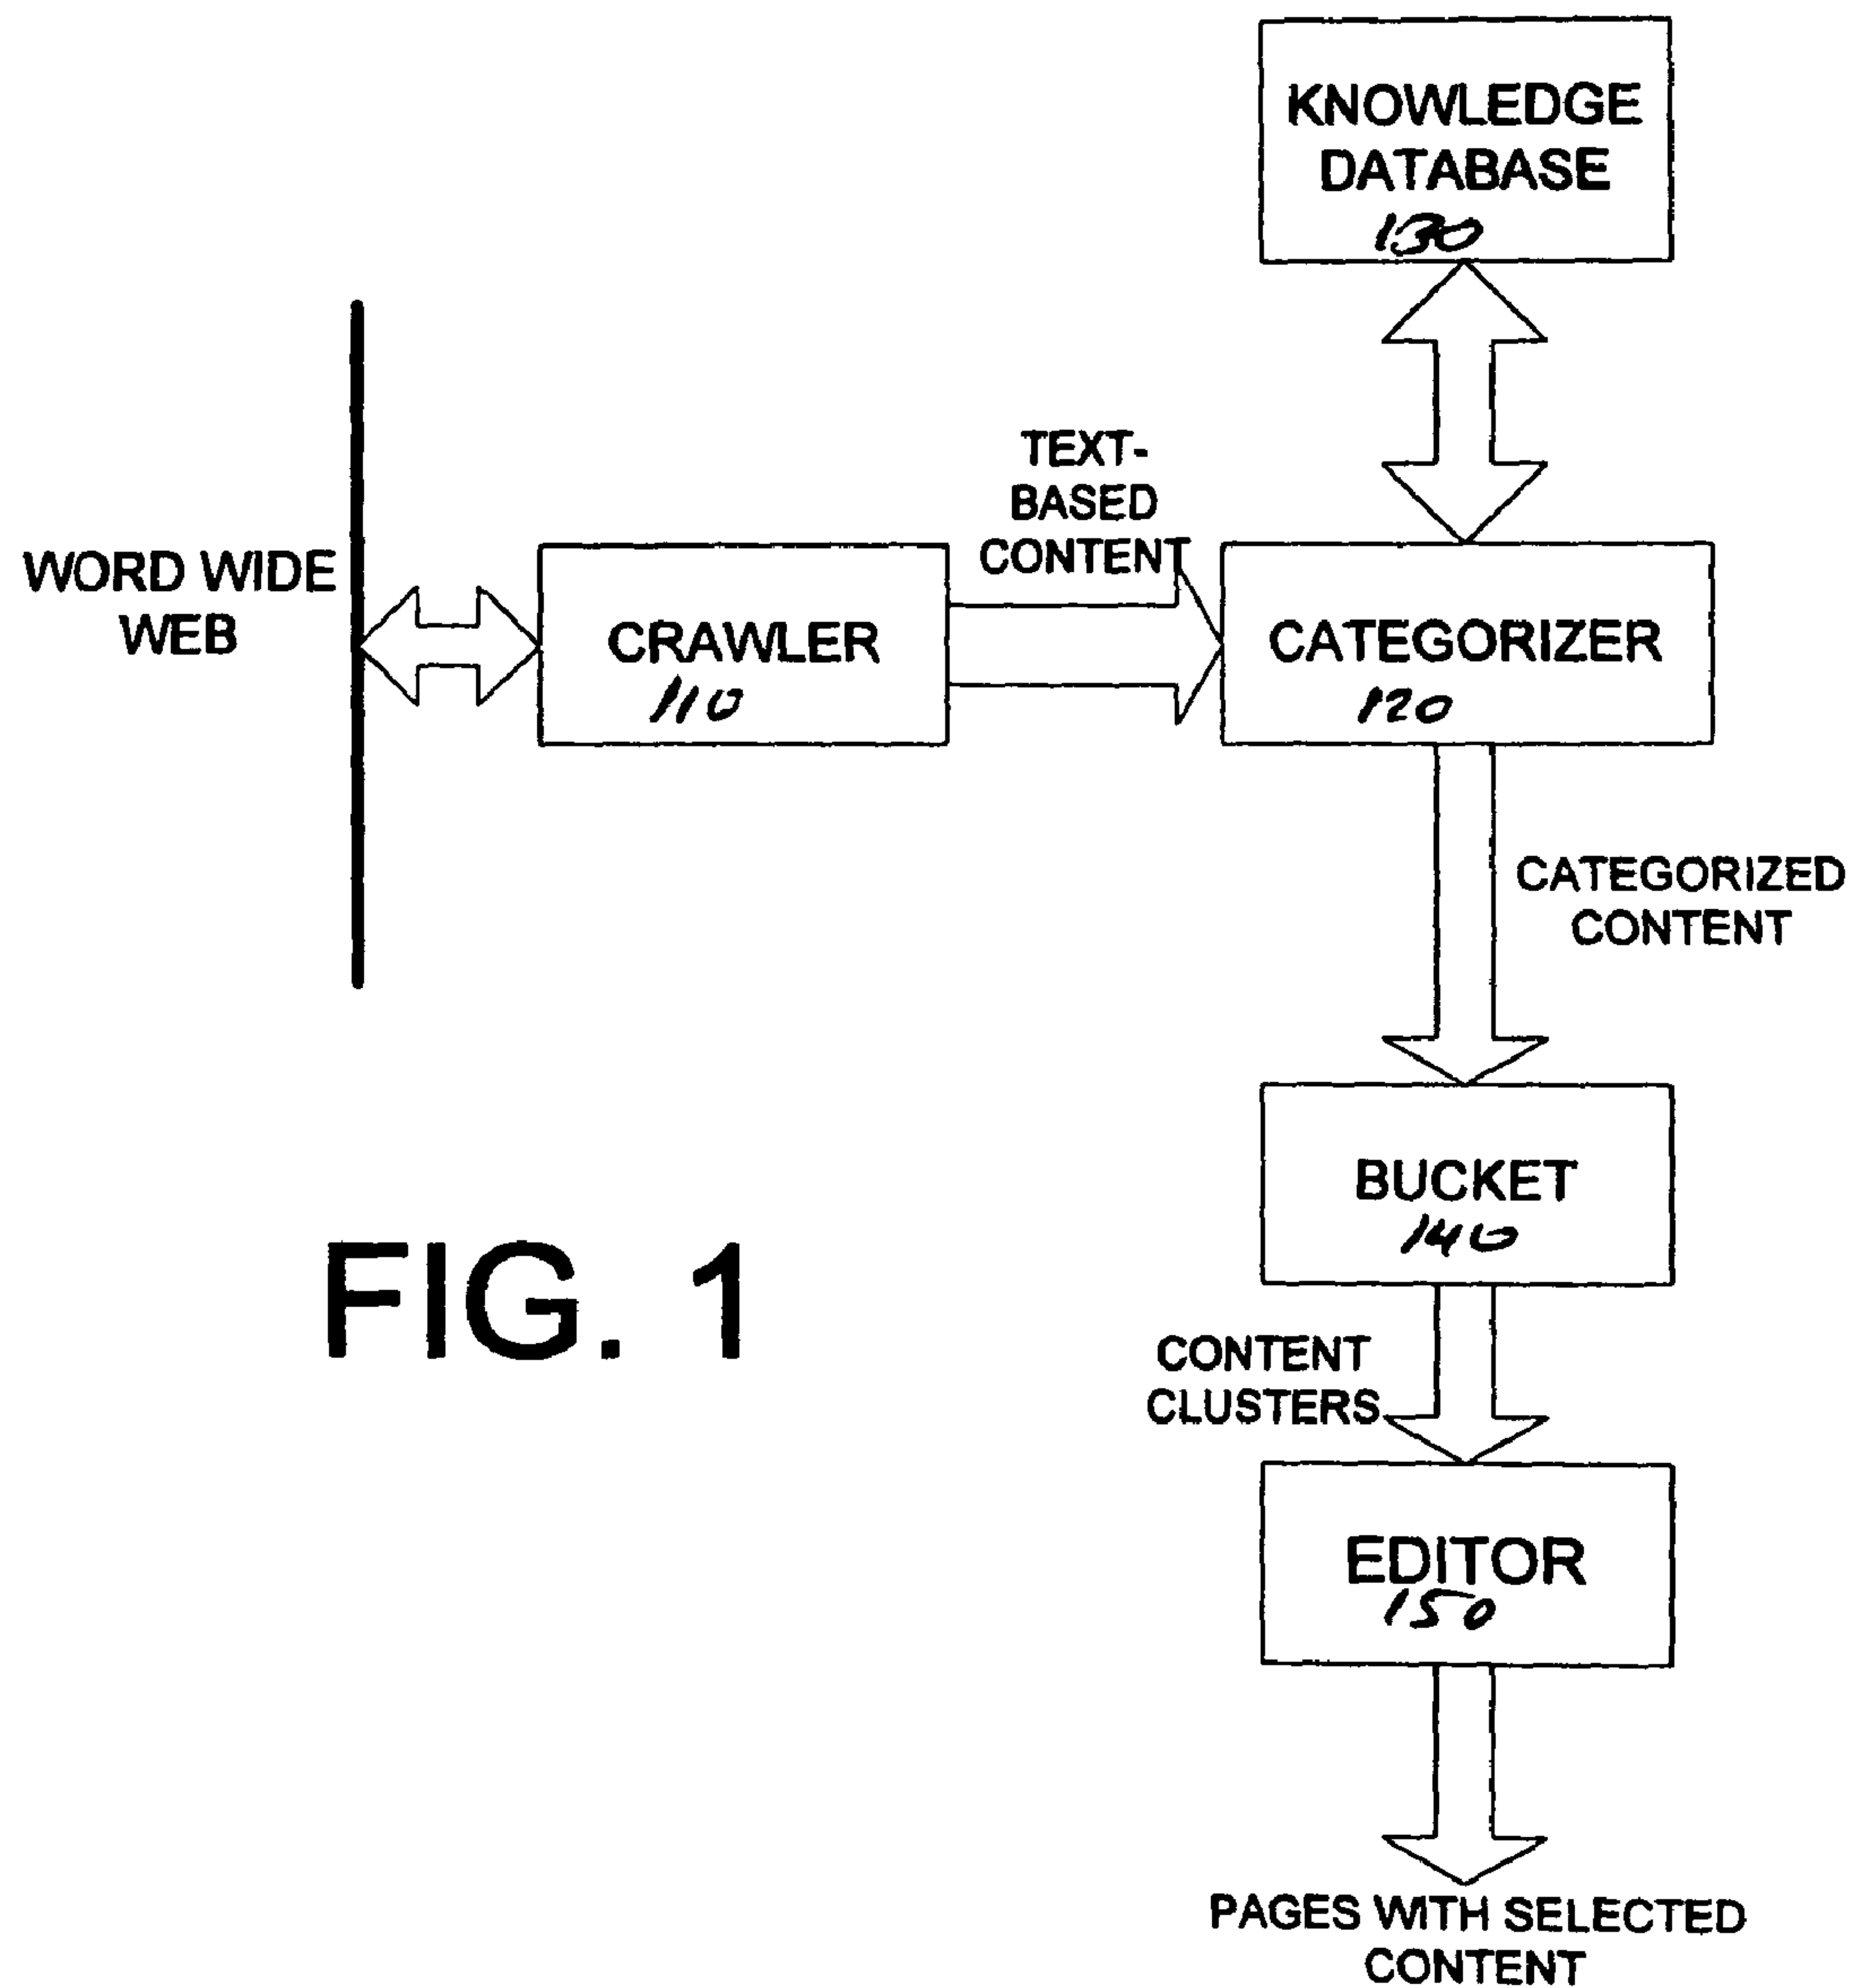 KNOWLEDGE
DATABASE
130
TEXT-
BASED
CONTENT
WORD WIDE
WEB
CRAWLER
110
CATEGORIZER
120
CATEGORIZED
CONTENT
BUCKET
140
FIG. 1
CONTENT
CLUSTERS
EDITOR
150
PAGES WITH SELECTED
CONTENT